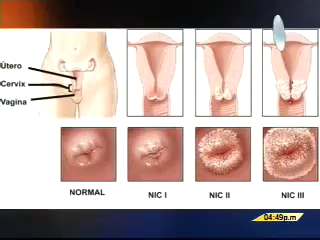 Útero
Cervix
Vagina
NORMAL
NIC I
NIC II
NIC III
04:49p.m